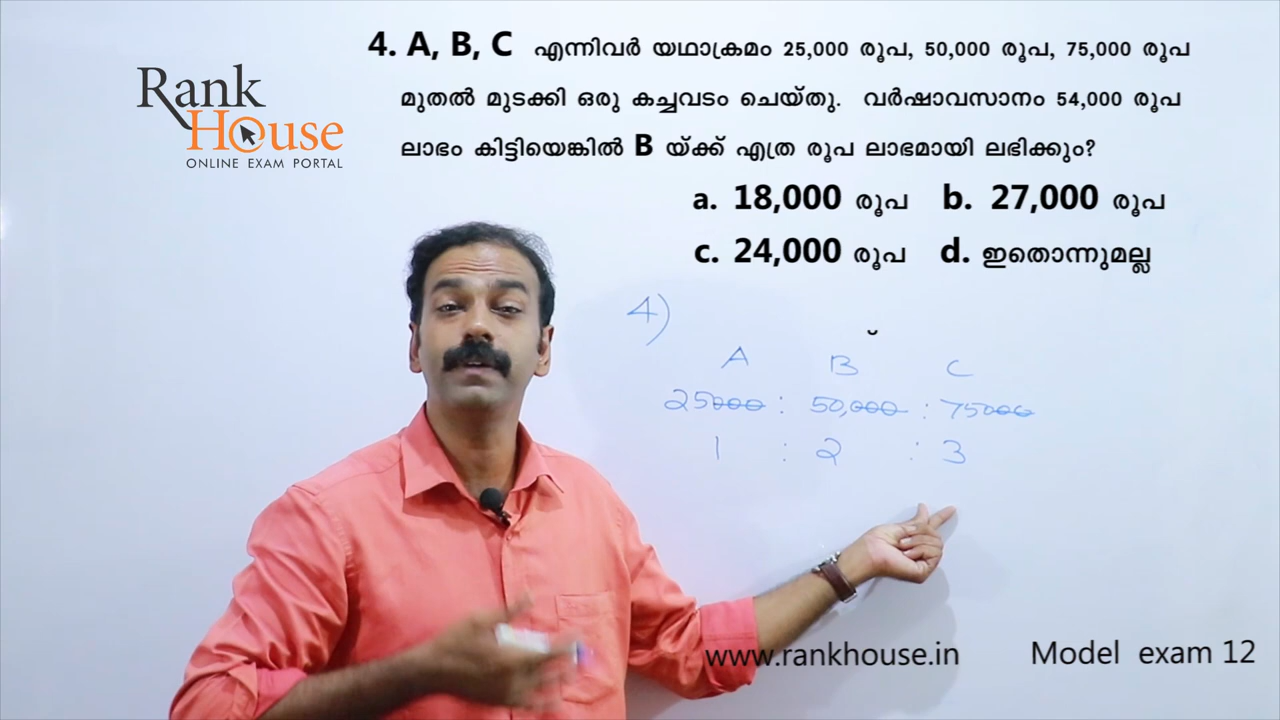 Rank
House
ONLINE EXAM PORTAL
4. A, B, C എന്നിവർ യഥാക്രമം 25,000 രൂപ, 50,000 രൂപ, 75,000 രൂപ
മുതൽ മുടക്കി ഒരു കച്ചവടം ചെയ്തു. വർഷാവസാനം 54,000 രൂപ
ലാഭം കിട്ടിയെങ്കിൽ B യ്ക്ക് എത്ര രൂപ ലാഭമായി ലഭിക്കും?
a. 18,000 രൂപ b. 27,000 രൂപ
c. 24,000 രൂപ d. ഇതൊന്നുമല്ല
4)
A B C
25000 : 50,000 : 75000
1 : 2 : 3
www.rankhouse.in Model exam 12